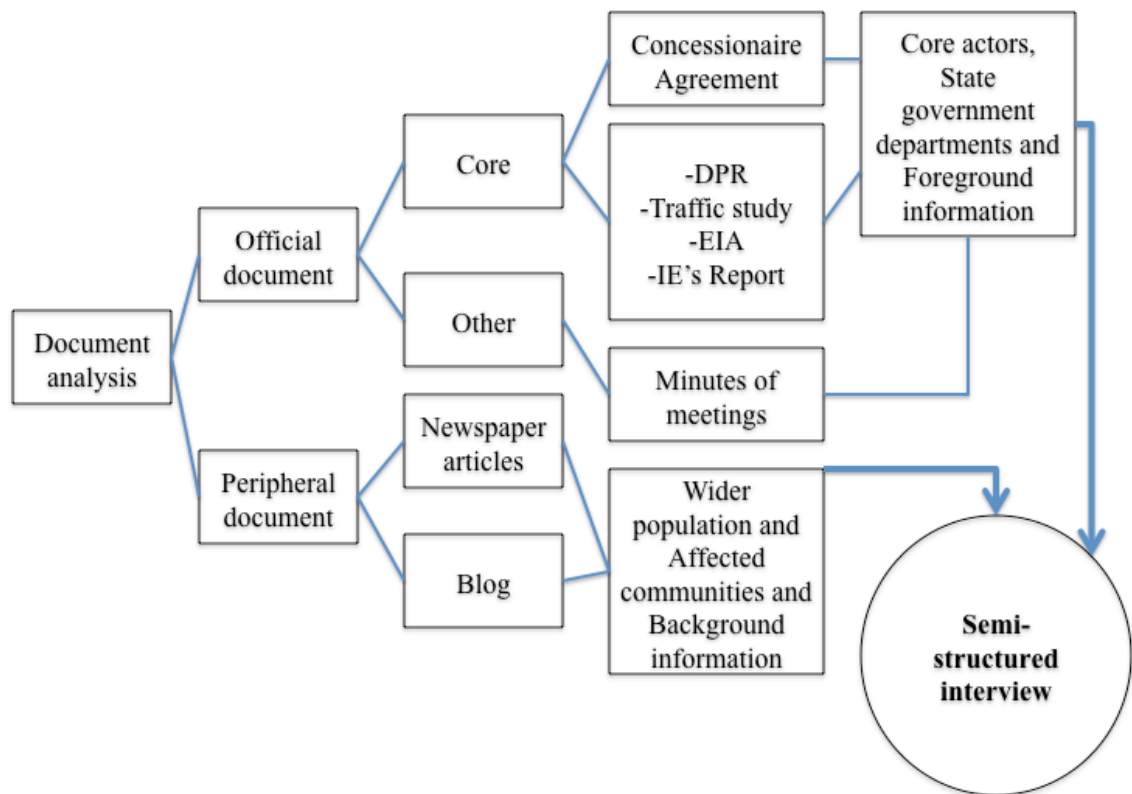 Document
analysis
Official
document
Peripheral
document
Core
Other
Newspaper
articles
Blog
Concessionaire
Agreement
-DPR
-Traffic study
-EIA
-IE’s Report
Minutes of
meetings
Wider
population and
Affected
communities and
Background
information
Core actors,
State
government
departments and
Foreground
information
Semi-
structured
interview